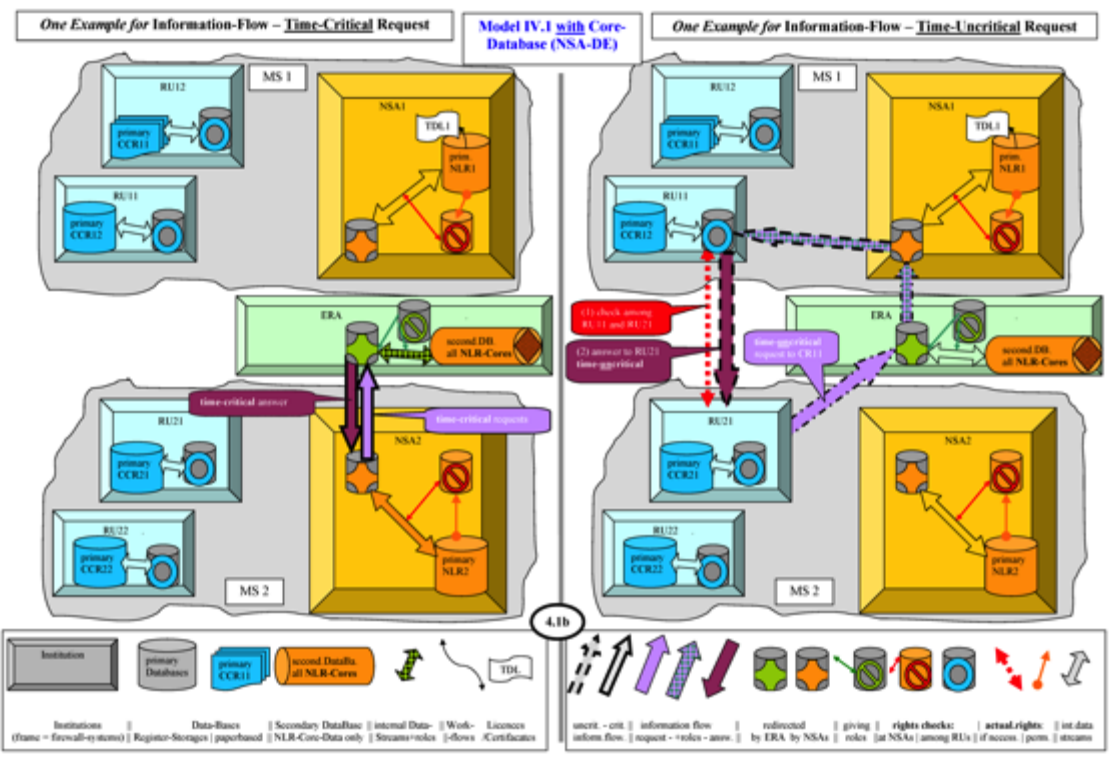 One Example for Information-Flow – Time-Critical Request
Model IV.1 with Core-
Database (NSA-DE)
One Example for Information-Flow – Time-Uncritical Request
MS 1
RU12
primary
CCR11
NSA1
TDL1
prim.
NLR1
RU11
primary
CCR12
ERA
second.DB.
all NLR-Cores
time-critical answer
time-critical requests
RU21
primary
CCR21
NSA2
RU22
primary
CCR22
primary
NLR2
MS 2
MS 1
RU12
primary
CCR11
NSA1
TDL1
prim.
NLR1
RU11
primary
CCR12
(1) check among
RU 11 and RU21
(2) answer to RU21
time-uncritical
time-uncritical
request to CR11
ERA
second.DB.
all NLR-Cores
RU21
primary
CCR21
NSA2
RU22
primary
CCR22
primary
NLR2
MS 2
4.1b
Institution
primary
Databases
primary
CCR11
second.DataBa.
all NLR-Cores
TDL
Institutions || Data-Bases || Secondary DataBase || internal Data- || Work- Licences
(frame = firewall-systems) || Register-Storages | paperbased || NLR-Core-Data only || Streams+roles || -flows /Certifacates
uncrit. - crit. || information flow || redirected || giving || rights checks: || actual.rights: || int.data
inform.flow. || request - +roles - answ. || by ERA by NSAs || roles ||at NSAs | among RUs || if necess. | perm. || streams